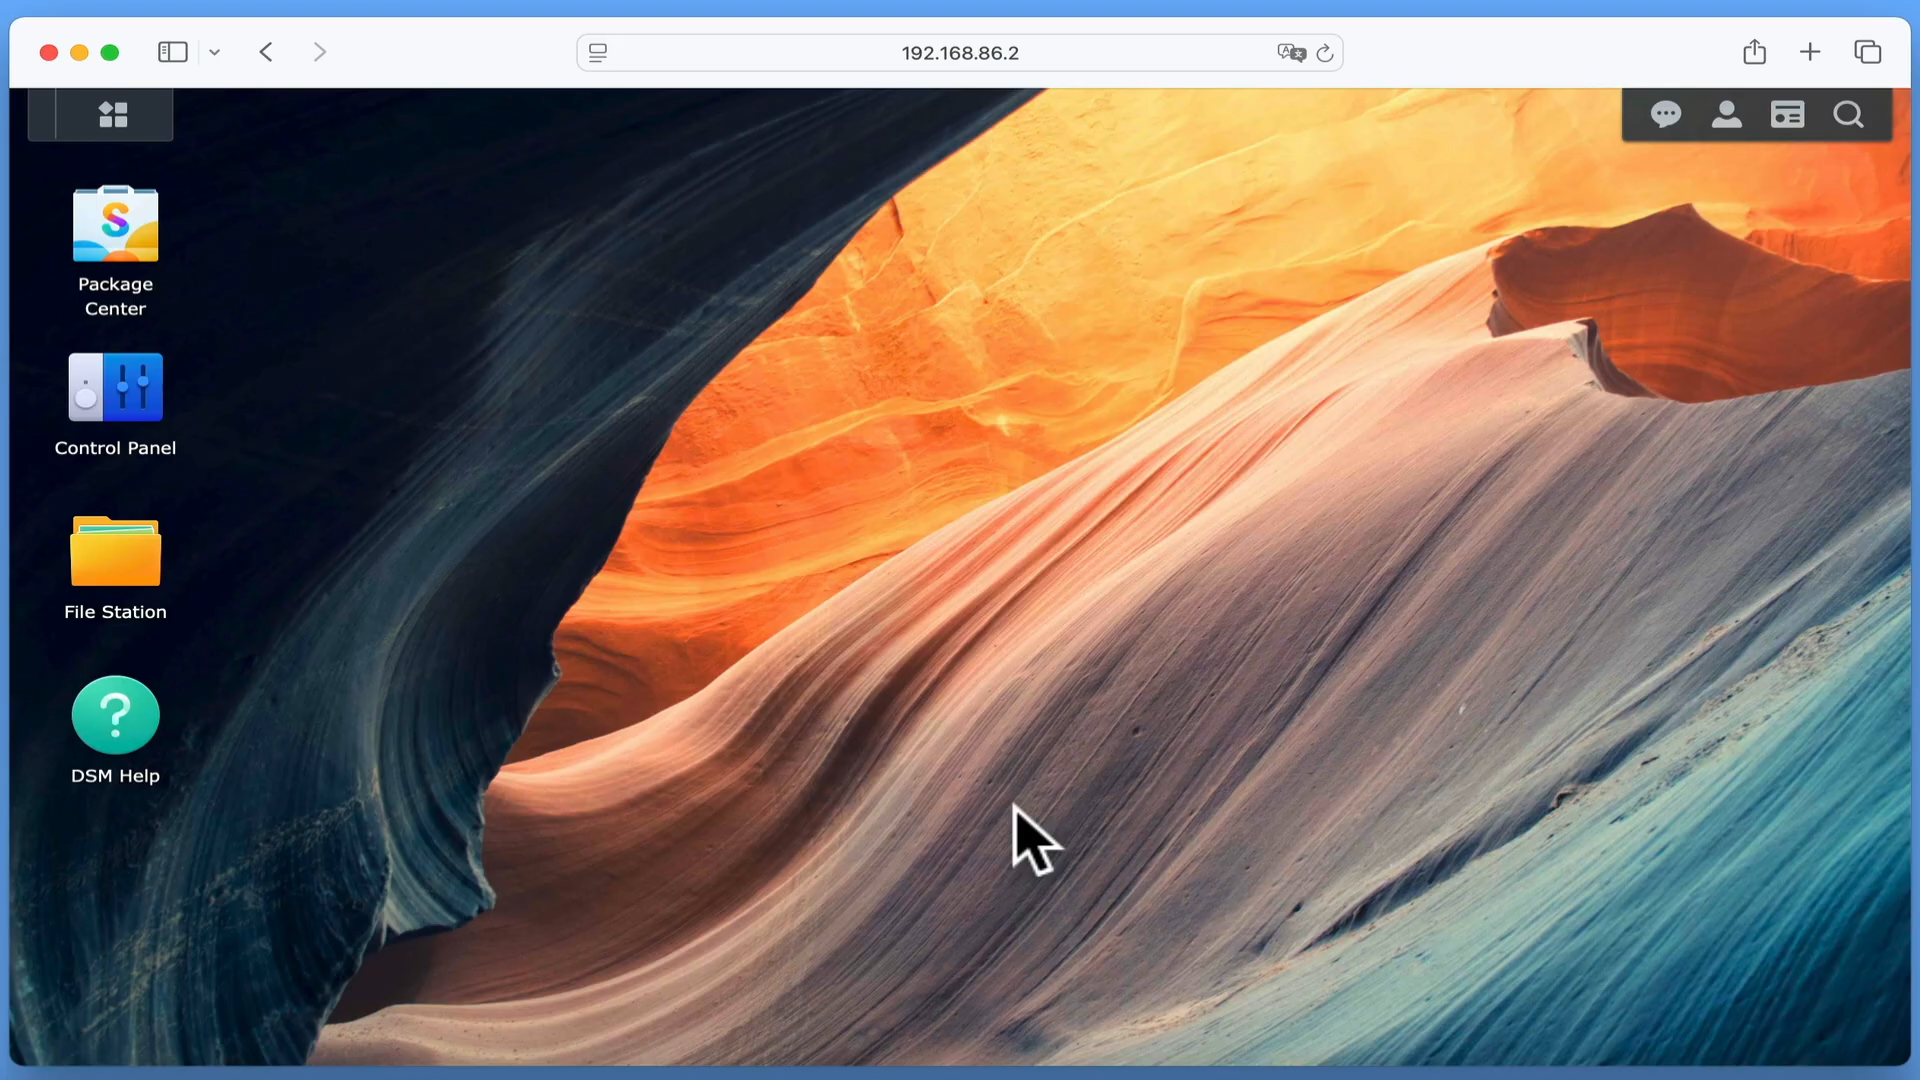 192.168.86.2
Package
Center
Control Panel
File Station
DSM Help